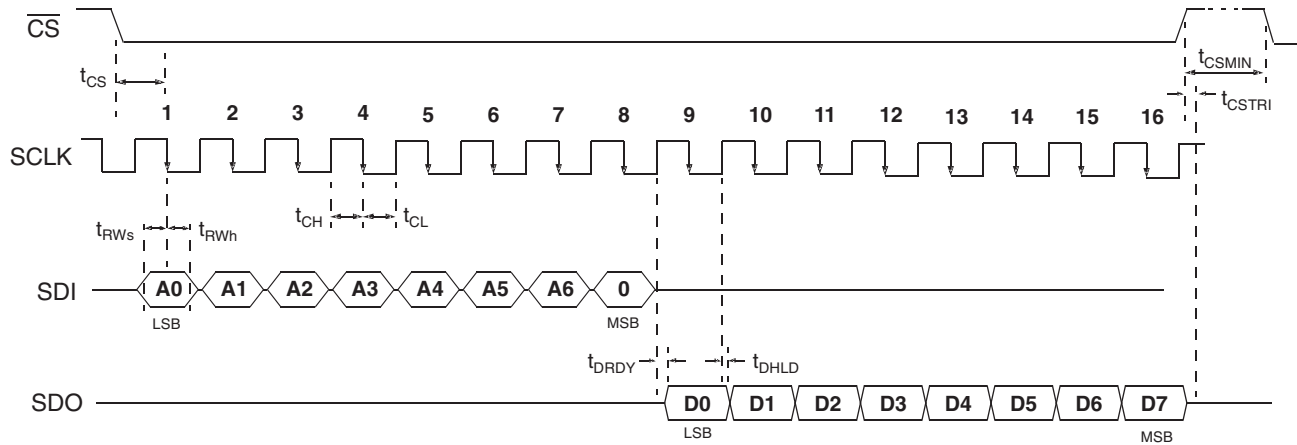 CS
tCS
tCSMIN
tCSTRI
1 2 3 4 5 6 7 8 9 10 11 12 13 14 15 16
SCLK
tRWs tRWh tCH tCL
SDI A0 A1 A2 A3 A4 A5 A6 0
LSB MSB
tDRDY tDHLD
SDO D0 D1 D2 D3 D4 D5 D6 D7
LSB MSB